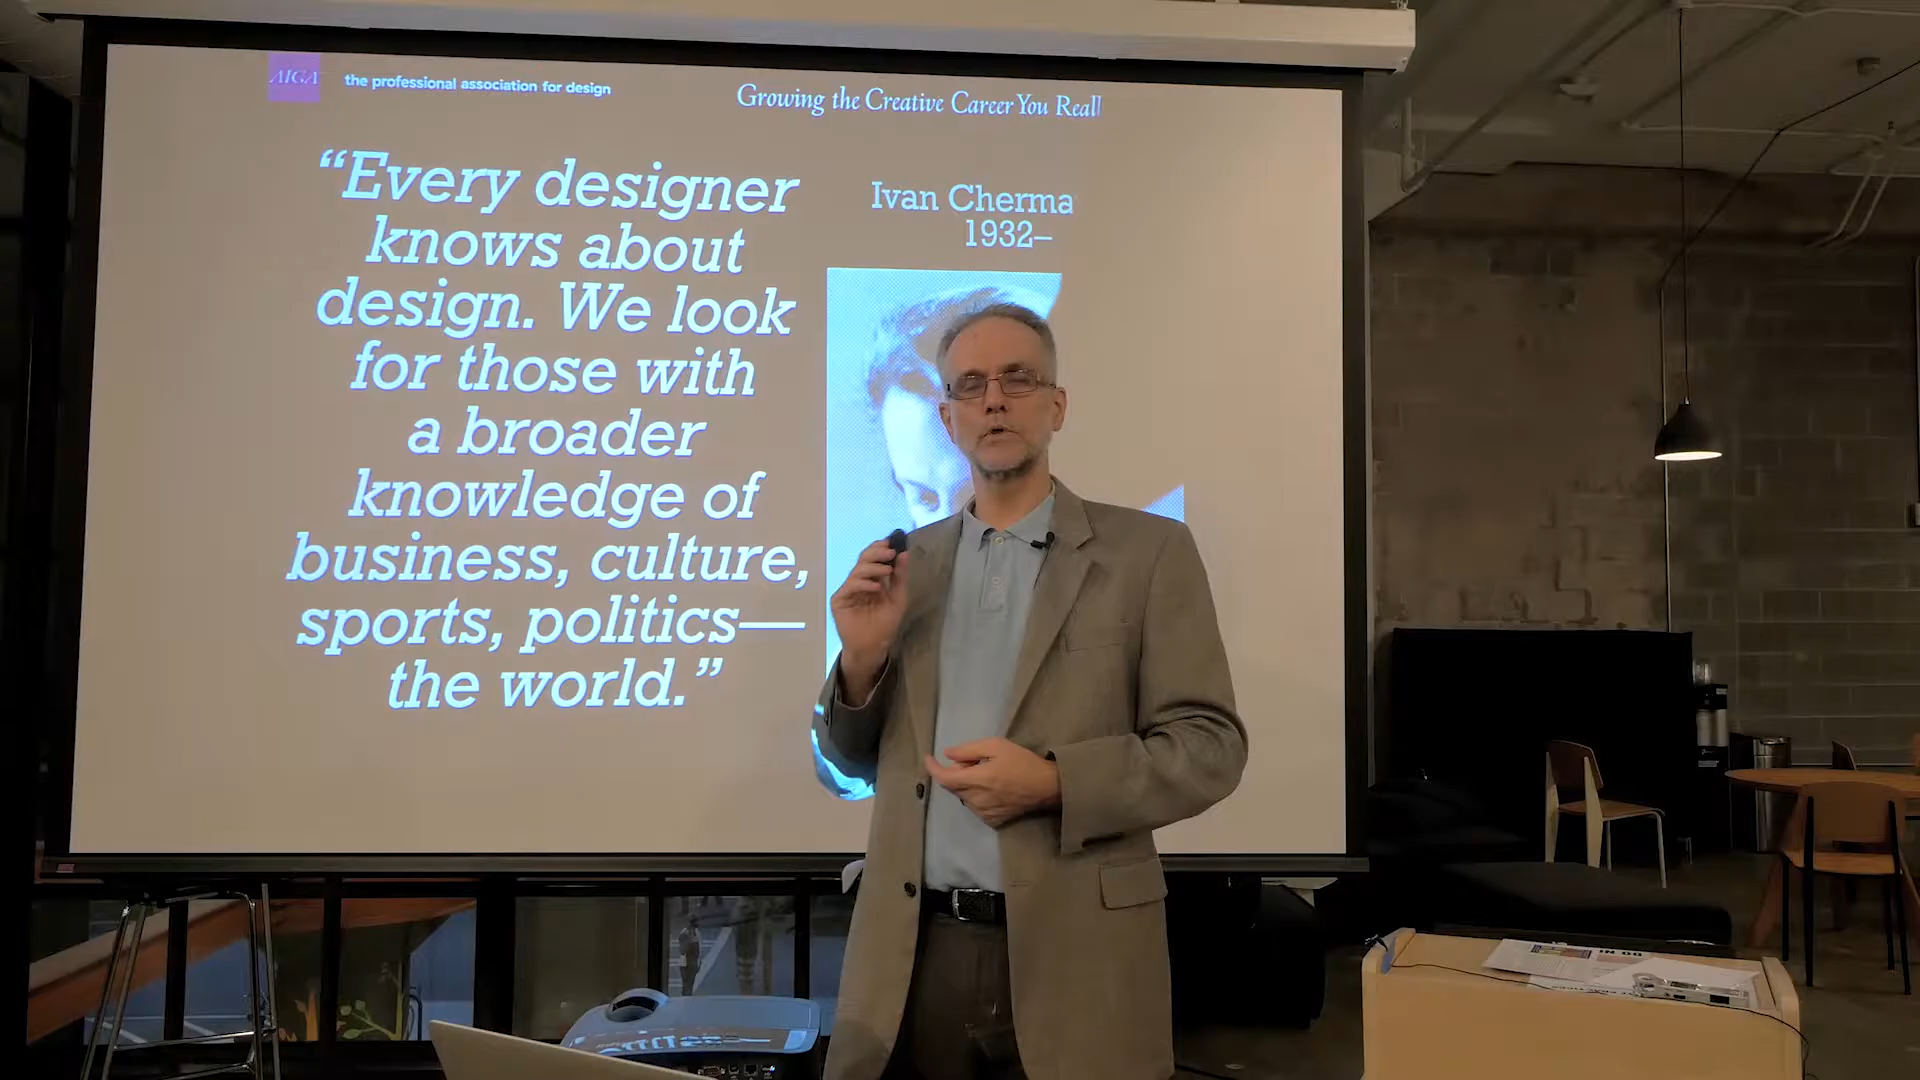 AIGA the professional association for design
Growing the Creative Career You Reall
“Every designer
knows about
design. We look
for those with
a broader
knowledge of
business, culture,
sports, politics—
the world.”
Ivan Cherma
1932–